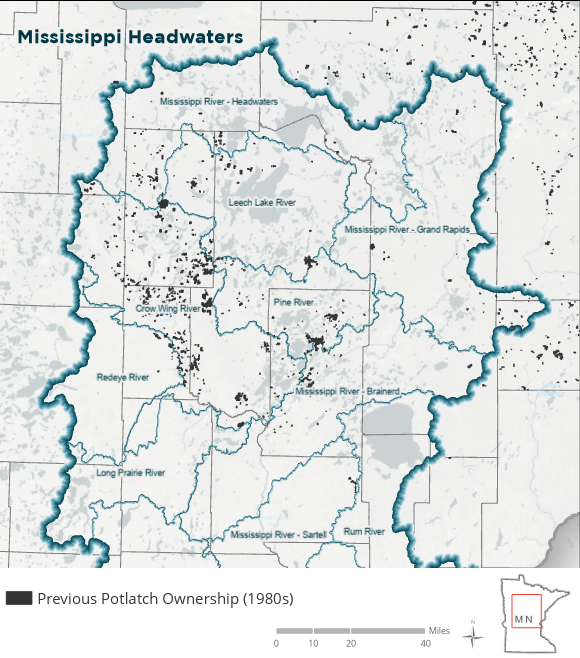 Mississippi Headwaters
Mississippi River - Headwaters
Leech Lake River
Mississippi River - Grand Rapids
Pine River
Crow Wing River
Redeye River
Mississippi River - Brainerd
Long Prairie River
Mississippi River - Sartell
Rum River
Previous Potlatch Ownership (1980s)
Miles
0 10 20 40
N
MN